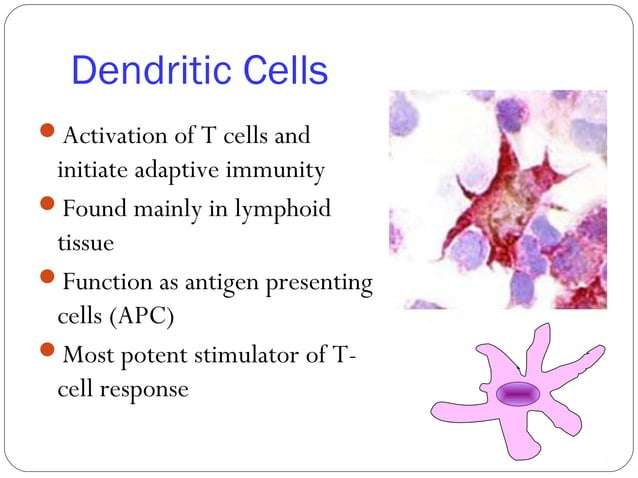 Dendritic Cells
Activation of T cells and
initiate adaptive immunity
Found mainly in lymphoid
tissue
Function as antigen presenting
cells (APC)
Most potent stimulator of T-
cell response